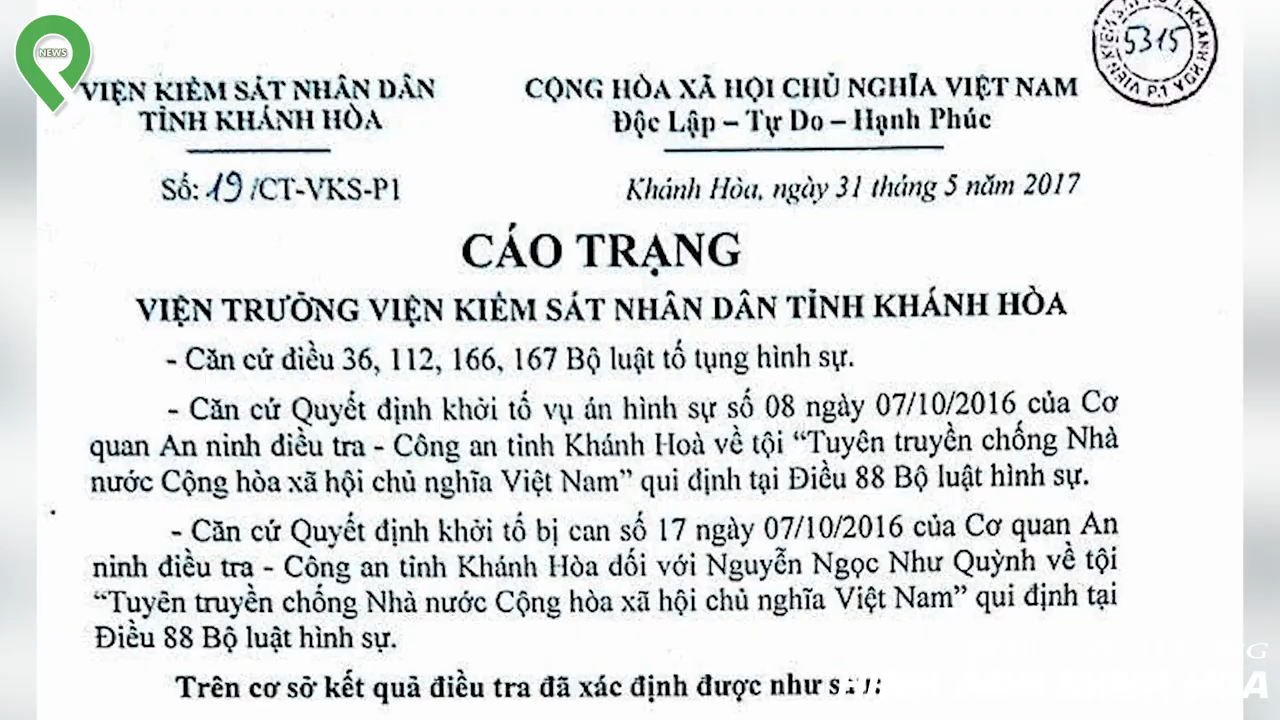 NEWS
5315
VIỆN KIỂM SÁT NHÂN DÂN
TỈNH KHÁNH HÒA
CỘNG HÒA XÃ HỘI CHỦ NGHĨA VIỆT NAM
Độc Lập – Tự Do – Hạnh Phúc
Số: 19/CT-VKS-P1
Khánh Hòa, ngày 31 tháng 5 năm 2017
CÁO TRẠNG
VIỆN TRƯỞNG VIỆN KIỂM SÁT NHÂN DÂN TỈNH KHÁNH HÒA
- Căn cứ điều 36, 112, 166, 167 Bộ luật tố tụng hình sự.
- Căn cứ Quyết định khởi tố vụ án hình sự số 08 ngày 07/10/2016 của Cơ
quan An ninh điều tra - Công an tỉnh Khánh Hoà về tội “Tuyên truyền chống Nhà
nước Cộng hòa xã hội chủ nghĩa Việt Nam” qui định tại Điều 88 Bộ luật hình sự.
- Căn cứ Quyết định khởi tố bị can số 17 ngày 07/10/2016 của Cơ quan An
ninh điều tra - Công an tỉnh Khánh Hòa đối với Nguyễn Ngọc Như Quỳnh về tội
“Tuyên truyền chống Nhà nước Cộng hòa xã hội chủ nghĩa Việt Nam” qui định tại
Điều 88 Bộ luật hình sự.
Trên cơ sở kết quả điều tra đã xác định được như